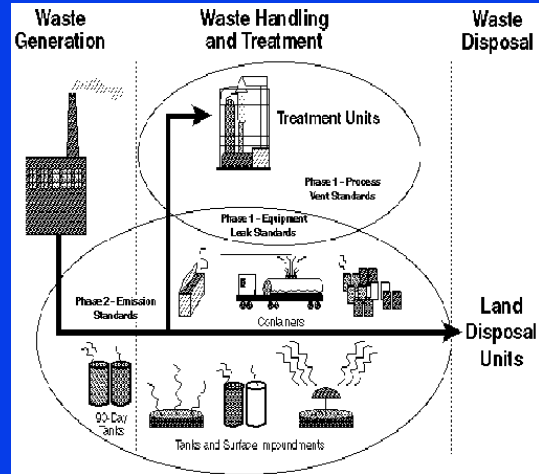 Waste
Generation
Waste Handling
and Treatment
Waste
Disposal
Treatment Units
Phase 1 - Process
Vent Standards
Phase 1 - Equipment
Leak Standards
Phase 2 - Emission
Standards
Containers
Land
Disposal
Units
90-Day
Tanks
Tanks and Surface Impoundments